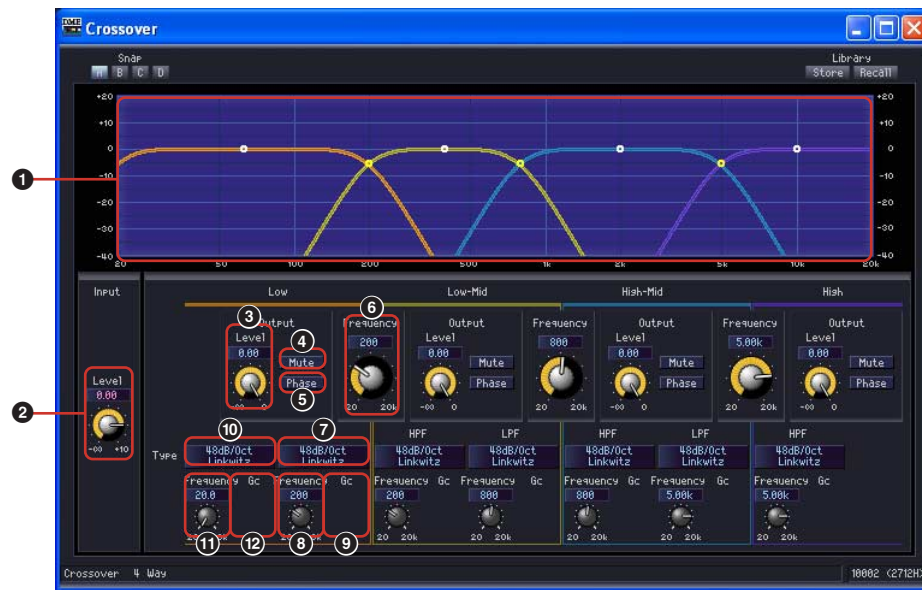 DME Crossover
Snap
A B C D
Library
Store Recall
+20 +20
+10 +10
0 0
-10 -10
-20 -20
-30 -30
-40 -40
20 50 100 200 500 1k 2k 5k 10k 20k
1
Input
Low Low-Mid High-Mid High
3 4 6
Output Frequency Output Frequency Output Frequency Output
Level 200 Level 800 Level 5.00k Level
0.00 Mute 0.00 Mute 0.00 Mute 0.00 Mute
Phase Phase Phase Phase
5
-∞ 0 20 20k -∞ 0 20 20k -∞ 0 20 20k -∞ 0
2
Level
0.00
-∞ +10
10 7
HPF LPF HPF LPF HPF
Type 48dB/Oct 48dB/Oct 48dB/Oct 48dB/Oct 48dB/Oct 48dB/Oct 48dB/Oct
Linkwitz Linkwitz Linkwitz Linkwitz Linkwitz Linkwitz Linkwitz
Frequency Gc Frequency Gc Frequency Gc Frequency Gc Frequency Gc Frequency Gc Frequency Gc
20.0 200 200 800 800 5.00k 5.00k
20 20k 20 20k 20 20k 20 20k 20 20k 20 20k 20 20k
11 12 8 9
Crossover 4 Way
10002 (2712H)